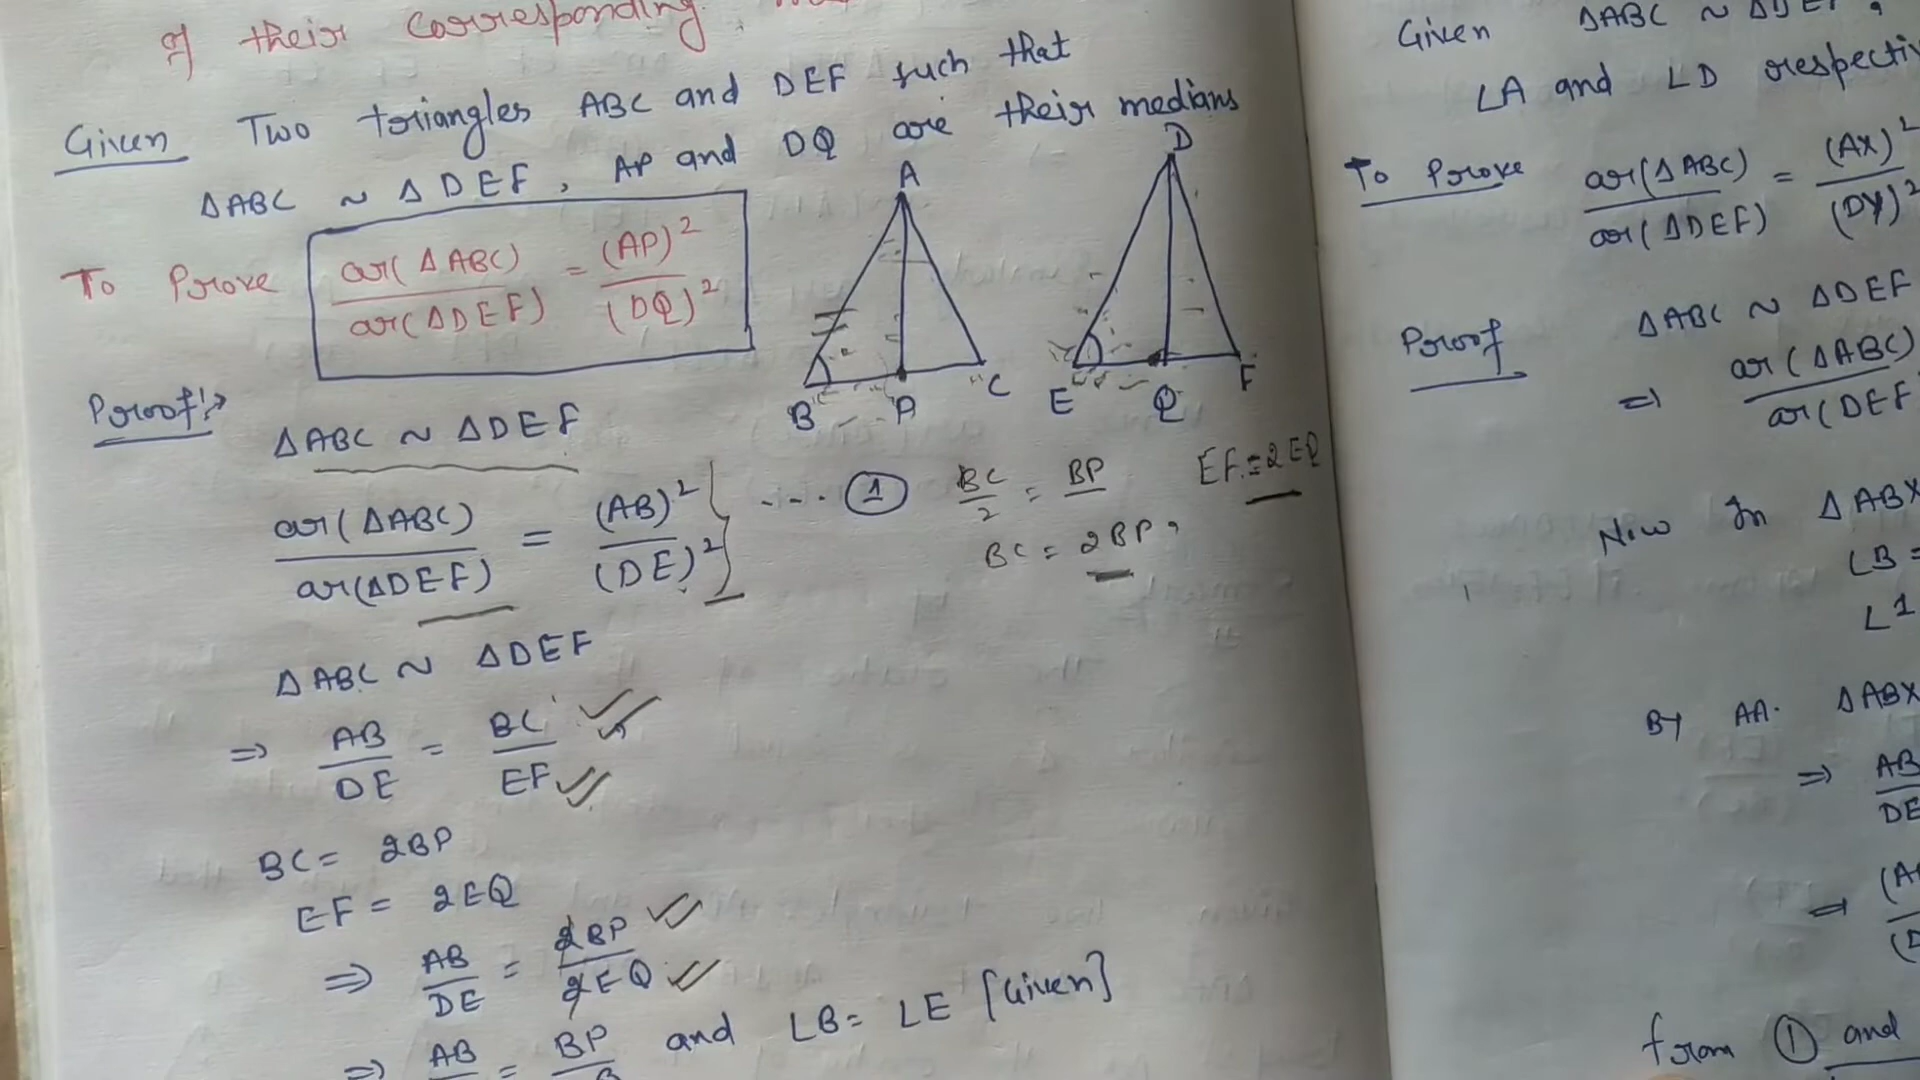 of their corresponding
Given Two triangles ABC and DEF such that
ΔABC ~ ΔDEF, AP and DQ are their medians
To Prove ar(ΔABC)/ar(ΔDEF) = (AP)²/(DQ)²
A
B P C
D
E Q F
Proof:→
ΔABC ~ ΔDEF
ar(ΔABC)/ar(ΔDEF) = (AB)²/(DE)² } .... ①
BC/2 = BP EF = 2EQ
BC = 2BP,
ΔABC ~ ΔDEF
⇒ AB/DE = BC/EF
BC = 2BP
EF = 2EQ
⇒ AB/DE = 2BP/2EQ
⇒ AB = BP and ∠B = ∠E [Given]
Given ΔABC ~ ΔDEF,
∠A and ∠D
To Prove ar(ΔABC)/ar(ΔDEF) = (AX)²/(DY)²
Proof ΔABC ~ ΔDEF
⇒ ar(ΔABC)/ar(DEF
Now In ΔABX
∠B =
∠1
By AA. ΔABX
⇒ AB/DE
⇒
from ① and